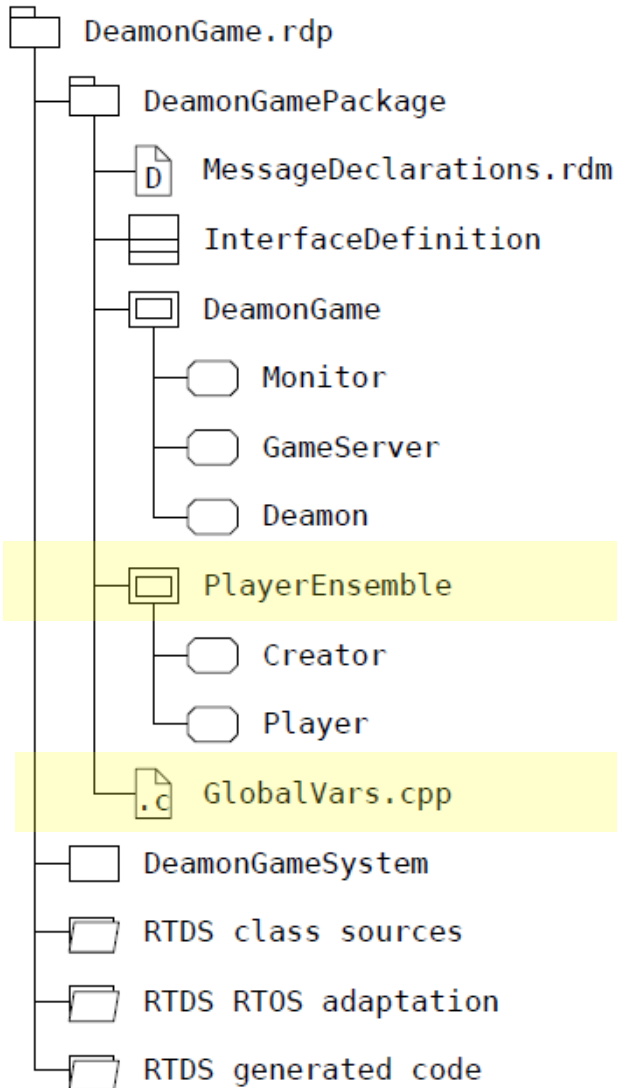 DeamonGame.rdp
DeamonGamePackage
D MessageDeclarations.rdm
InterfaceDefinition
DeamonGame
Monitor
GameServer
Deamon
PlayerEnsemble
Creator
Player
.c GlobalVars.cpp
DeamonGameSystem
RTDS class sources
RTDS RTOS adaptation
RTDS generated code